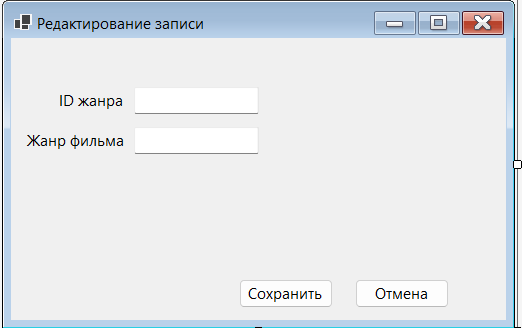 Редактирование записи
ID жанра
Жанр фильма
Сохранить
Отмена